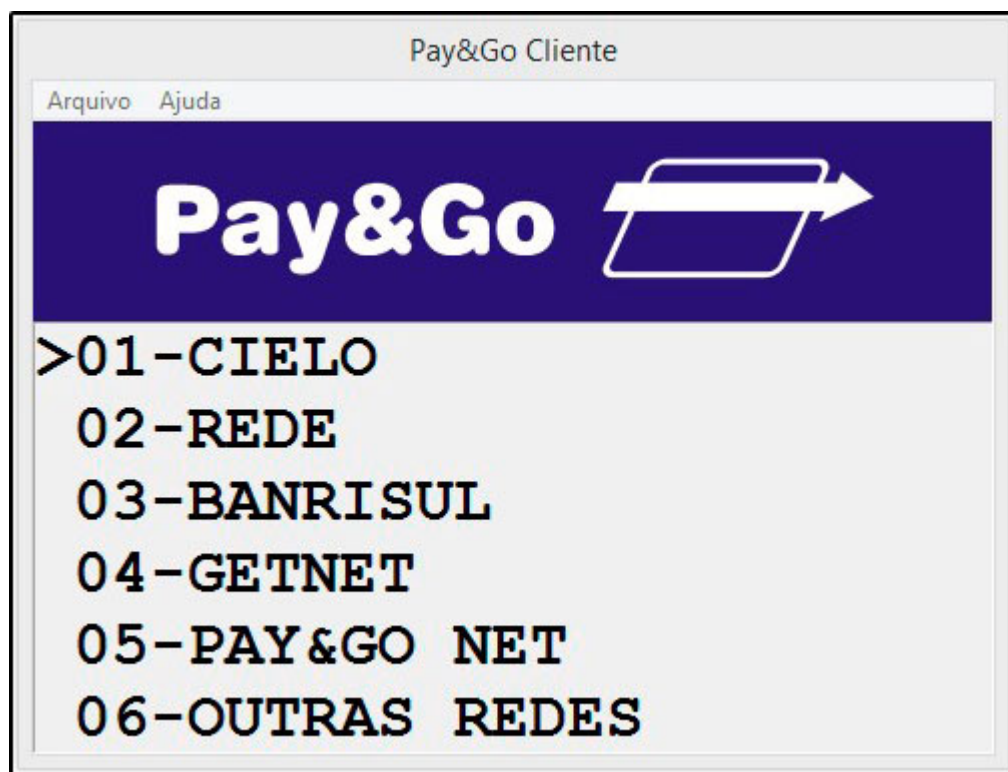 Pay&Go Cliente
Arquivo Ajuda
Pay&Go
>01-CIELO
02-REDE
03-BANRISUL
04-GETNET
05-PAY&GO NET
06-OUTRAS REDES